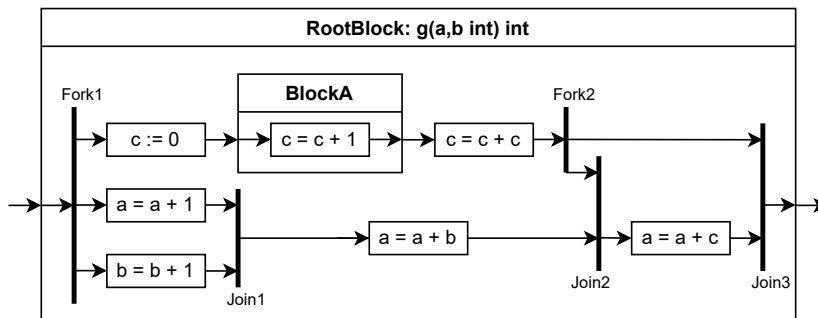 RootBlock: g(a,b int) int
Fork1
BlockA
Fork2
c := 0
c = c + 1
c = c + c
a = a + 1
a = a + b
a = a + c
b = b + 1
Join1
Join2
Join3